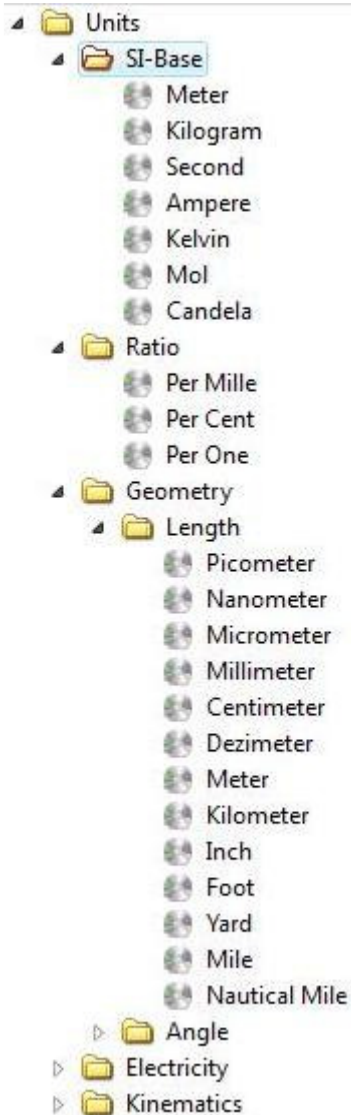 Units
SI-Base
Meter
Kilogram
Second
Ampere
Kelvin
Mol
Candela
Ratio
Per Mille
Per Cent
Per One
Geometry
Length
Picometer
Nanometer
Micrometer
Millimeter
Centimeter
Dezimeter
Meter
Kilometer
Inch
Foot
Yard
Mile
Nautical Mile
Angle
Electricity
Kinematics